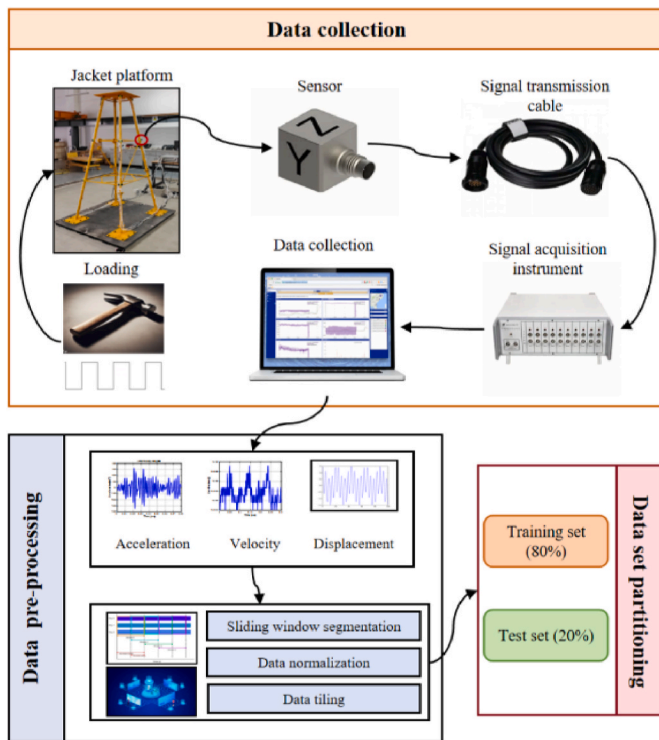 Data collection
Jacket platform
Sensor
Signal transmission
cable
Z
Y
Loading
Data collection
Signal acquisition
instrument
Data pre-processing
Acceleration
Velocity
Displacement
Sliding window segmentation
Data normalization
Data tiling
Training set
(80%)
Test set (20%)
Data set partitioning